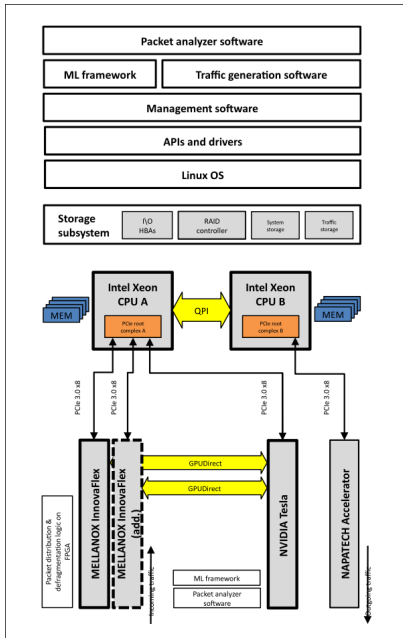 Packet analyzer software
ML framework
Traffic generation software
Management software
APIs and drivers
Linux OS
Storage
subsystem
I\O
HBAs
RAID
controller
System
storage
Traffic
storage
Intel Xeon
CPU A
Intel Xeon
CPU B
MEM
PCIe root
complex A
QPI
PCIe root
complex B
MEM
PCIe 3.0 x8
PCIe 3.0 x8
PCIe 3.0 x8
PCIe 3.0 x8
Packet distribution &
defragmentation logic on
FPGA
MELLANOX InnovaFlex
MELLANOX InnovaFlex
(add.)
GPUDirect
GPUDirect
NVIDIA Tesla
NAPATECH Accelerator
Incoming traffic
ML framework
Packet analyzer
software
Outgoing traffic